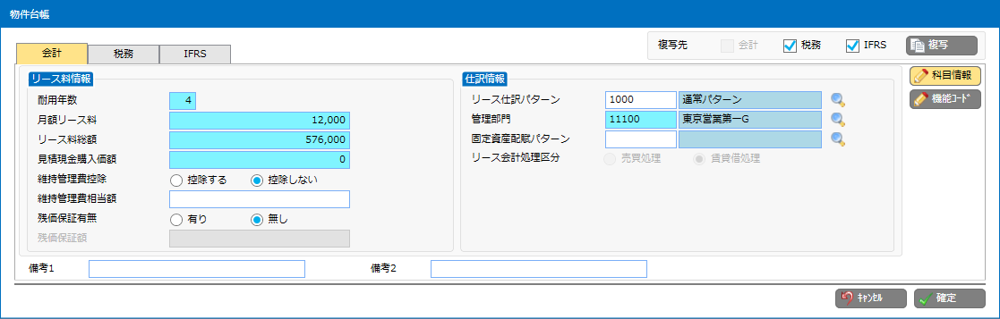 物件台帳
会計 税務 IFRS
複写先 会計 税務 IFRS 複写
リース料情報
耐用年数 4
月額リース料 12,000
リース料総額 576,000
見積現金購入価額 0
維持管理費控除 控除する 控除しない
維持管理費相当額
残価保証有無 有り 無し
残価保証額
仕訳情報
リース仕訳パターン 1000 通常パターン
管理部門 11100 東京営業第一G
固定資産配賦パターン
リース会計処理区分 売買処理 賃貸借処理
科目情報
機能ｺｰﾄﾞ
備考1 備考2
ｷｬﾝｾﾙ 確定